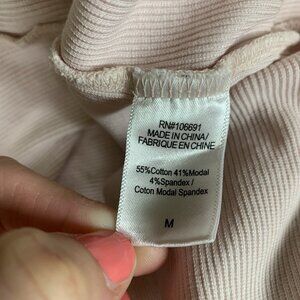 RN#106691
MADE IN CHINA/
FABRIQUE EN CHINE
55%Cotton 41%Modal
4%Spandex/
Coton Modal Spandex
M